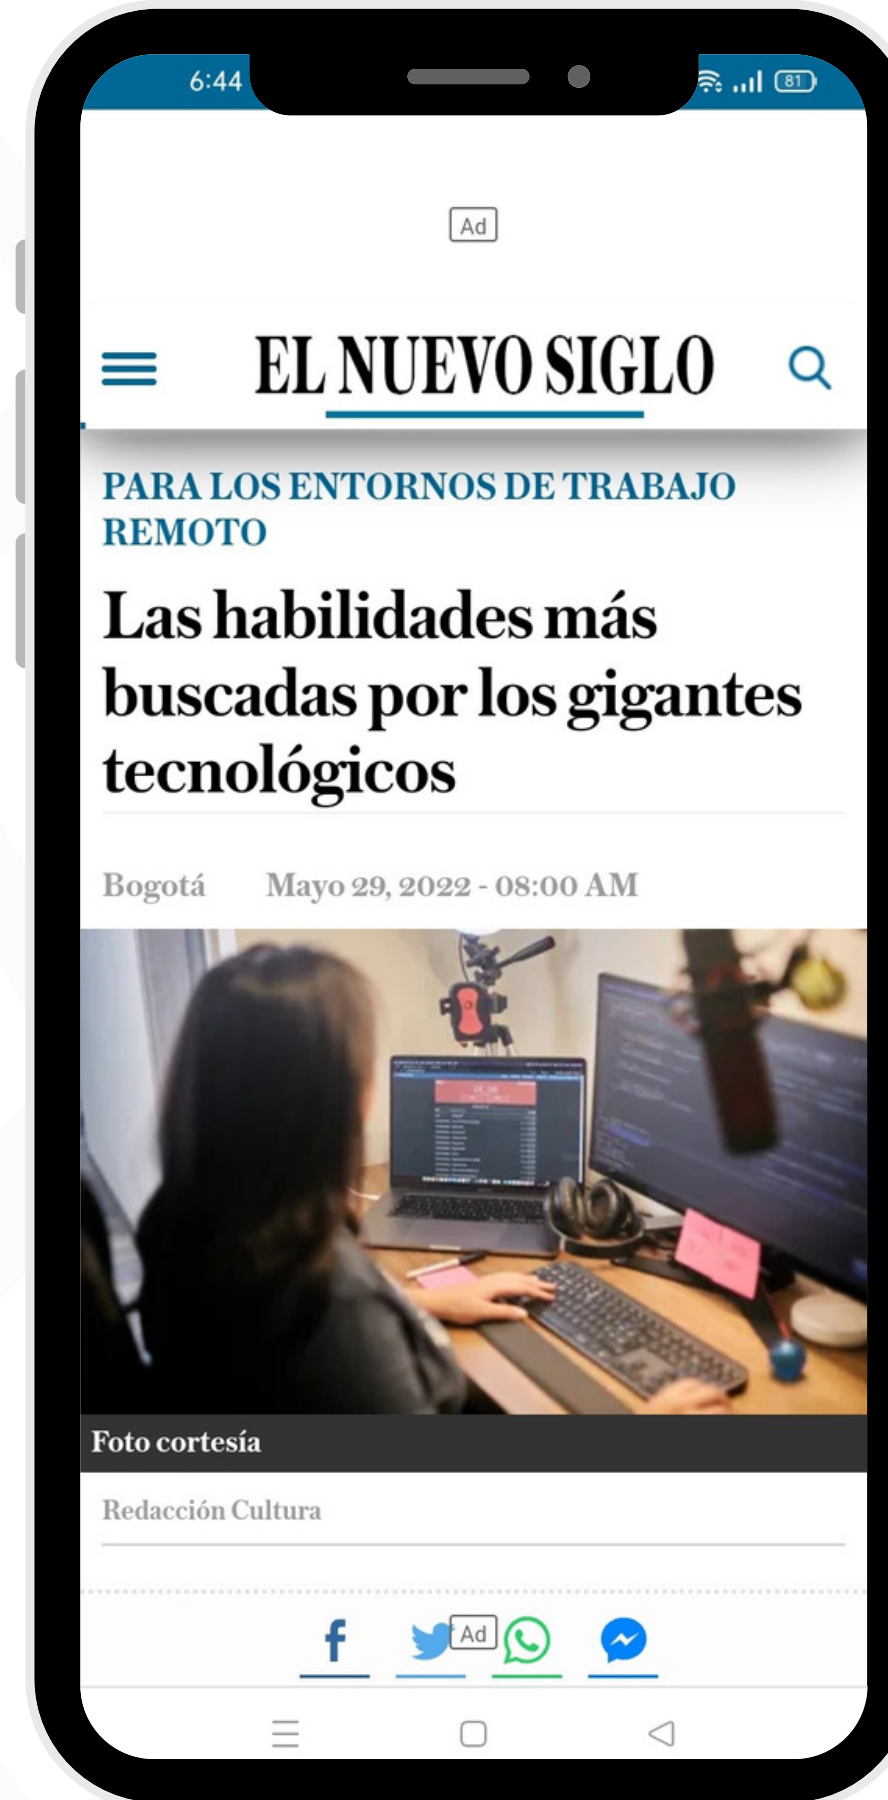 6:44
81
Ad
EL NUEVO SIGLO
PARA LOS ENTORNOS DE TRABAJO
REMOTO
Las habilidades más
buscadas por los gigantes
tecnológicos
Bogotá Mayo 29, 2022 - 08:00 AM
Foto cortesía
Redacción Cultura
Ad